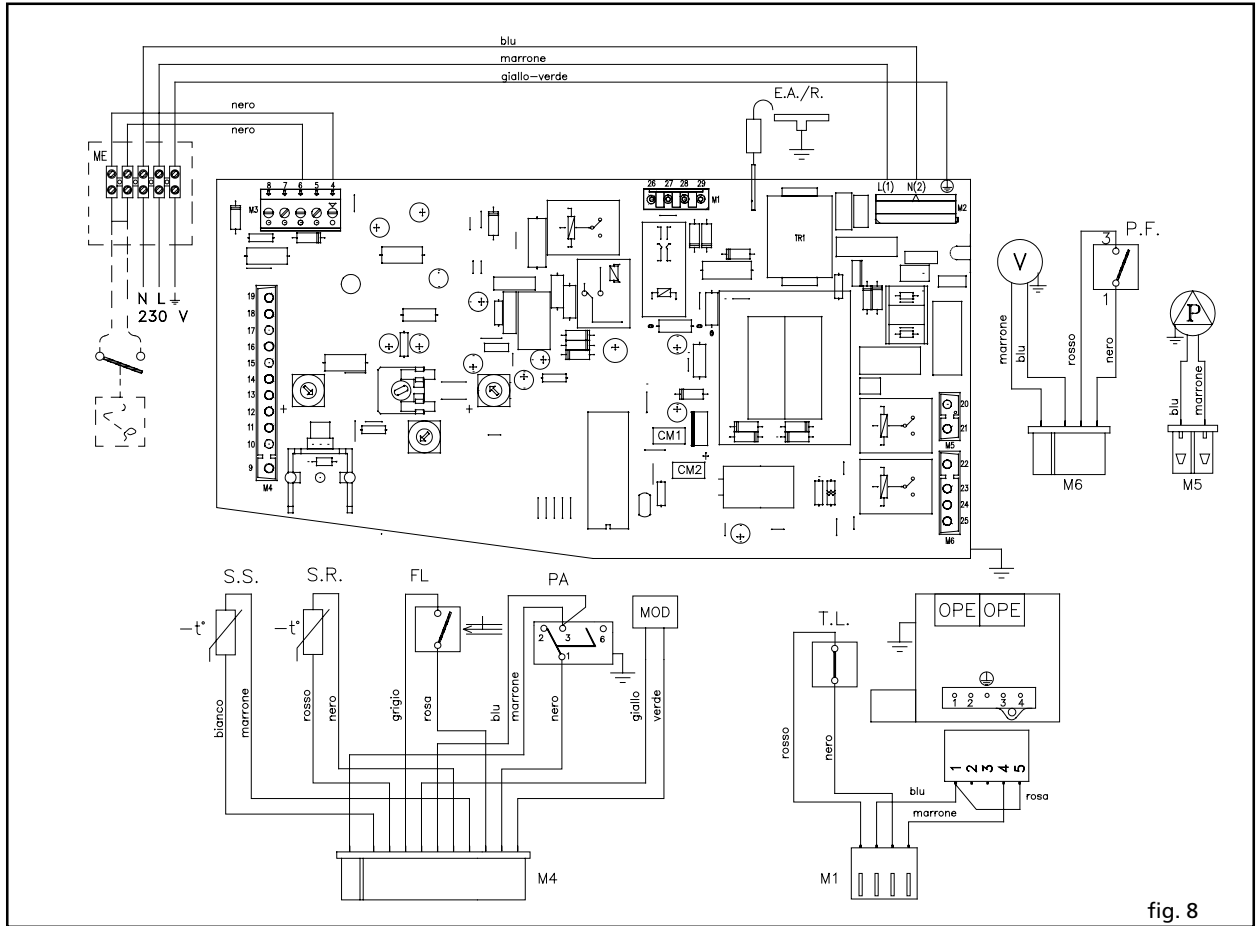 blu
marrone
giallo-verde
E.A./R.
nero
nero
ME
8 7 6 5 4
M3
26 27 28 29
M1
L(1) N(2)
M2
TR1
N L
230 V
19
18
17
16
15
14
13
12
11
10
9
M4
CM1
CM2
20
21
M5
22
23
24
25
M6
V
3
P.F.
1
marrone
blu
rosso
nero
M6
P
blu
marrone
M5
S.S.
-t°
bianco
marrone
S.R.
-t°
rosso
nero
FL
grigio
rosa
PA
2 3 6
1
blu
marrone
nero
MOD
giallo
verde
M4
T.L.
rosso
nero
OPE OPE
1 2 3 4
1 2 3 4 5
blu
rosa
marrone
M1
fig. 8